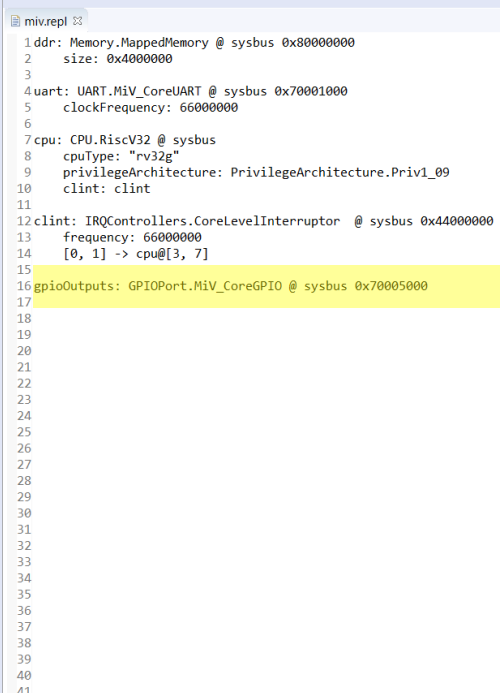 miv.repl
1 ddr: Memory.MappedMemory @ sysbus 0x80000000
2     size: 0x4000000
3
4 uart: UART.MiV_CoreUART @ sysbus 0x70001000
5     clockFrequency: 66000000
6
7 cpu: CPU.RiscV32 @ sysbus
8     cpuType: "rv32g"
9     privilegeArchitecture: PrivilegeArchitecture.Priv1_09
10     clint: clint
11
12 clint: IRQControllers.CoreLevelInterruptor  @ sysbus 0x44000000
13     frequency: 66000000
14     [0, 1] -> cpu@[3, 7]
15
16 gpioOutputs: GPIOPort.MiV_CoreGPIO @ sysbus 0x70005000
17
18
19
20
21
22
23
24
25
26
27
28
29
30
31
32
33
34
35
36
37
38
39
40
41